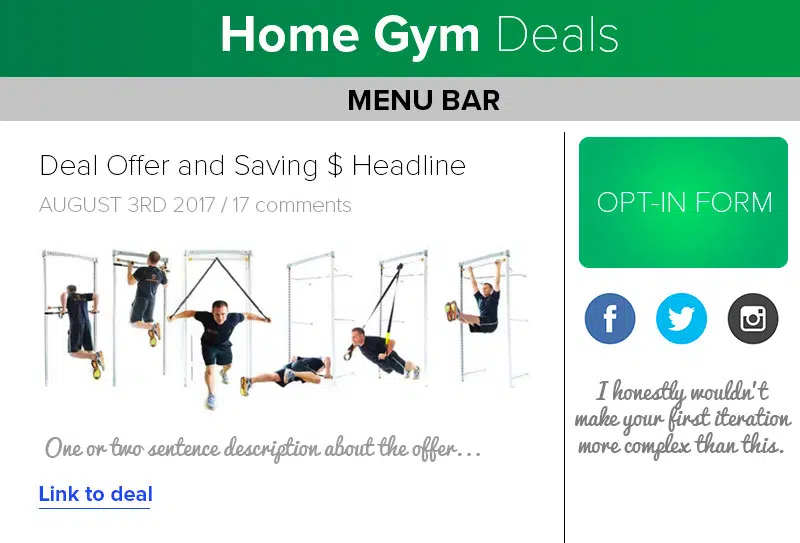 Home Gym Deals
MENU BAR
Deal Offer and Saving $ Headline
AUGUST 3RD 2017 / 17 comments
One or two sentence description about the offer...
Link to deal
OPT-IN FORM
f
I honestly wouldn't
make your first iteration
more complex than this.